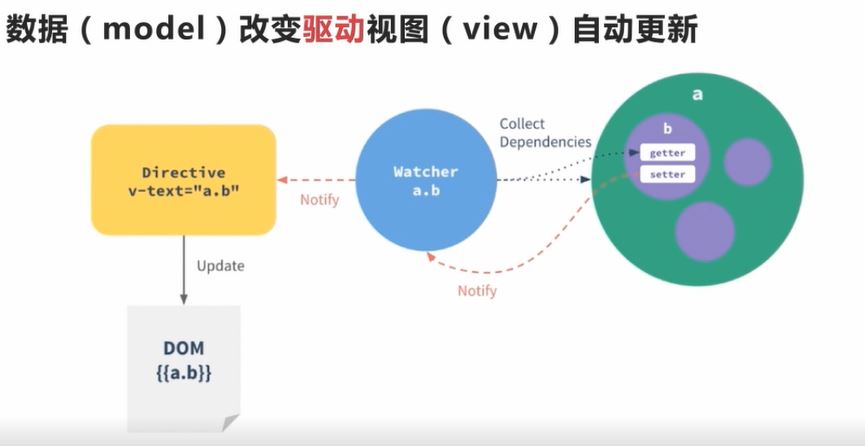 数据（model）改变驱动视图（view）自动更新
a
b
getter
setter
Collect
Dependencies
Watcher
a.b
Directive
v-text="a.b"
Notify
Notify
Update
DOM
{{a.b}}